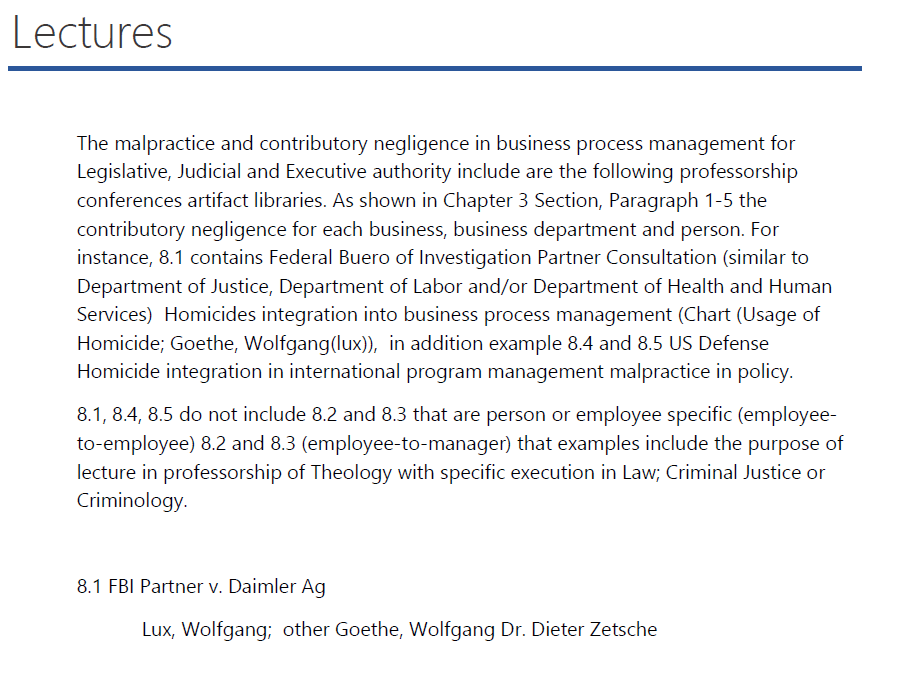 Lectures
The malpractice and contributory negligence in business process management for
Legislative, Judicial and Executive authority include are the following professorship
conferences artifact libraries. As shown in Chapter 3 Section, Paragraph 1-5 the
contributory negligence for each business, business department and person. For
instance, 8.1 contains Federal Buero of Investigation Partner Consultation (similar to
Department of Justice, Department of Labor and/or Department of Health and Human
Services)  Homicides integration into business process management (Chart (Usage of
Homicide; Goethe, Wolfgang(lux)),  in addition example 8.4 and 8.5 US Defense
Homicide integration in international program management malpractice in policy.
8.1, 8.4, 8.5 do not include 8.2 and 8.3 that are person or employee specific (employee-
to-employee) 8.2 and 8.3 (employee-to-manager) that examples include the purpose of
lecture in professorship of Theology with specific execution in Law; Criminal Justice or
Criminology.
8.1 FBI Partner v. Daimler Ag
Lux, Wolfgang;  other Goethe, Wolfgang Dr. Dieter Zetsche